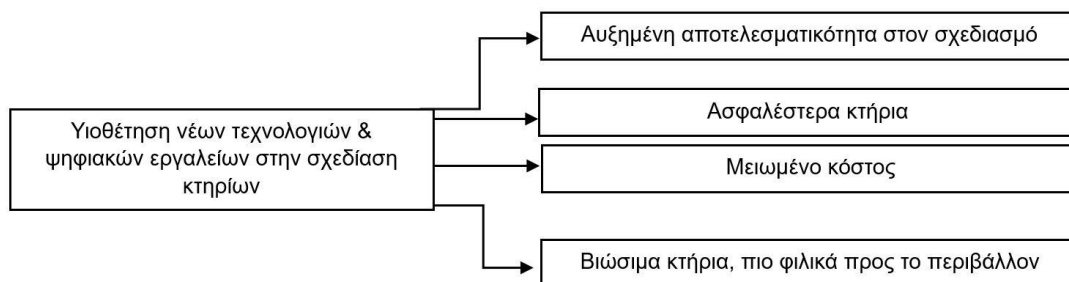 Αυξημένη αποτελεσματικότητα στον σχεδιασμό
Υιοθέτηση νέων τεχνολογιών &
ψηφιακών εργαλείων στην σχεδίαση
κτηρίων
Ασφαλέστερα κτήρια
Μειωμένο κόστος
Βιώσιμα κτήρια, πιο φιλικά προς το περιβάλλον